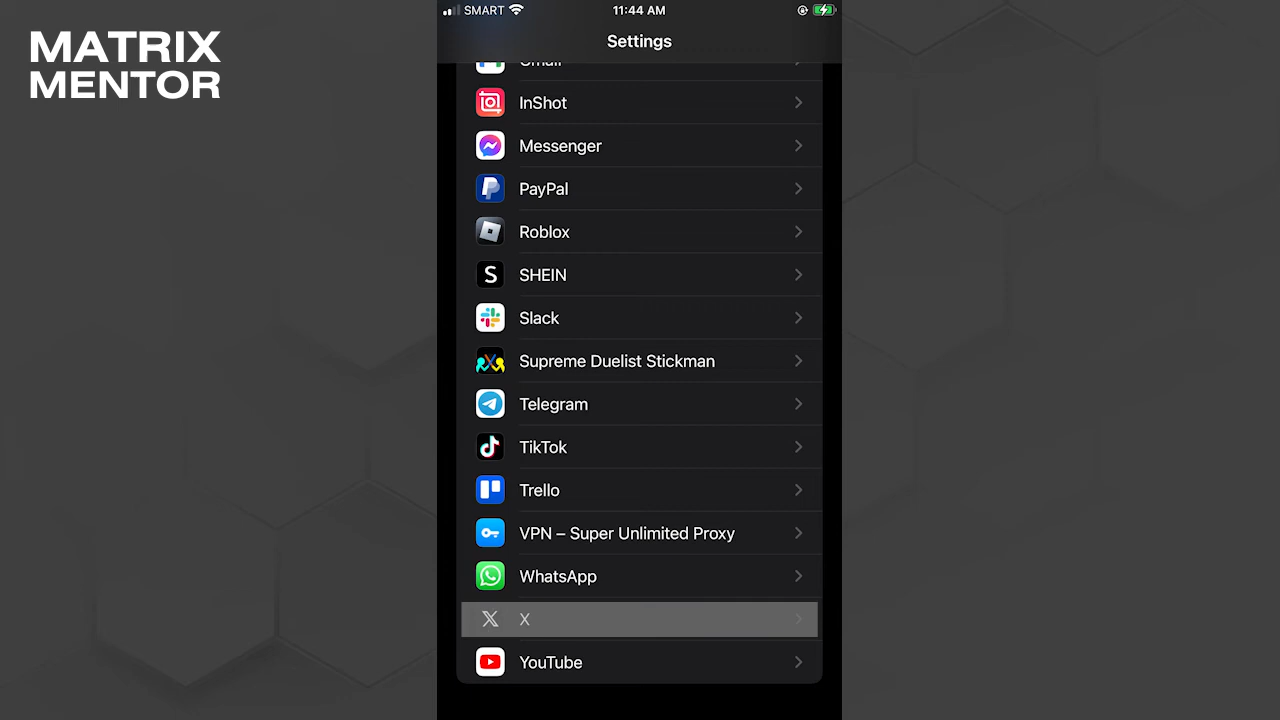 MATRIX
MENTOR
SMART
11:44 AM
Settings
Gmail
InShot
Messenger
PayPal
Roblox
SHEIN
Slack
Supreme Duelist Stickman
Telegram
TikTok
Trello
VPN – Super Unlimited Proxy
WhatsApp
X
YouTube